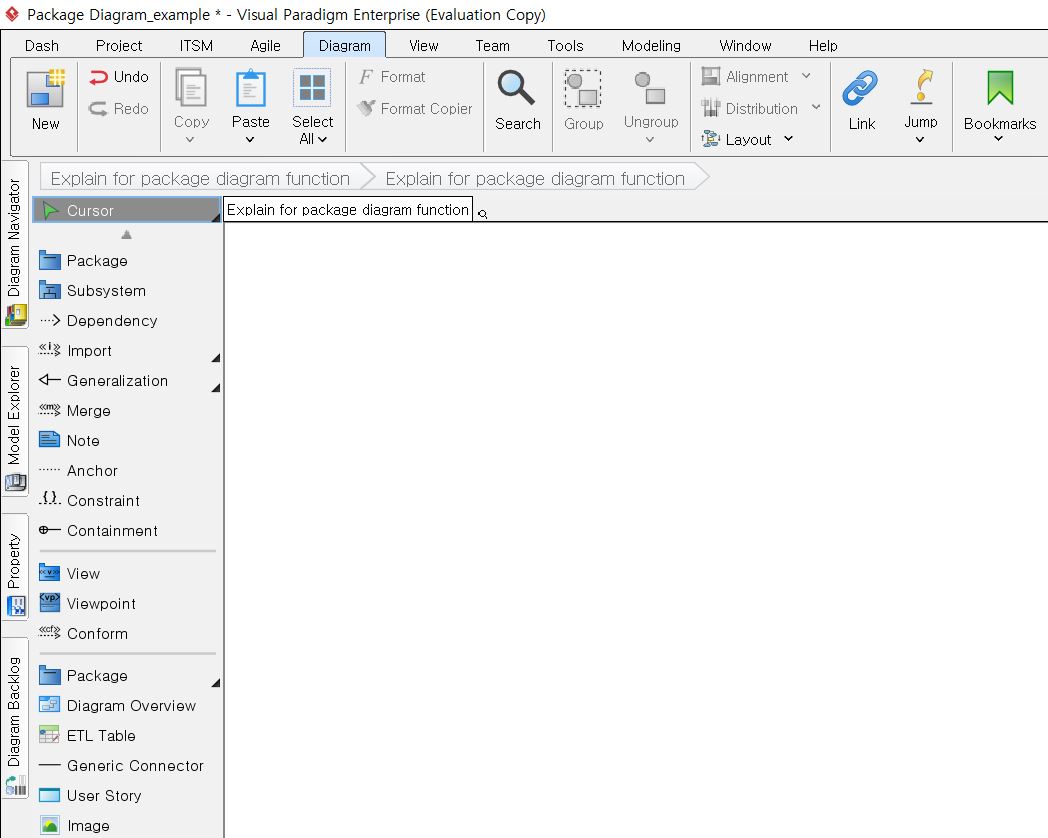 Package Diagram_example * - Visual Paradigm Enterprise (Evaluation Copy)
Dash Project ITSM Agile Diagram View Team Tools Modeling Window Help
New
Undo
Redo
Copy
Paste
Select
All
Format
Format Copier
Search
Group
Ungroup
Alignment
Distribution
Layout
Link
Jump
Bookmarks
Explain for package diagram function
Explain for package diagram function
Diagram Navigator
Model Explorer
Property
Diagram Backlog
Cursor
Explain for package diagram function
Package
Subsystem
Dependency
«i» Import
Generalization
«m» Merge
Note
Anchor
{} Constraint
Containment
«v» View
«vp» Viewpoint
«cf» Conform
Package
Diagram Overview
ETL Table
Generic Connector
User Story
Image